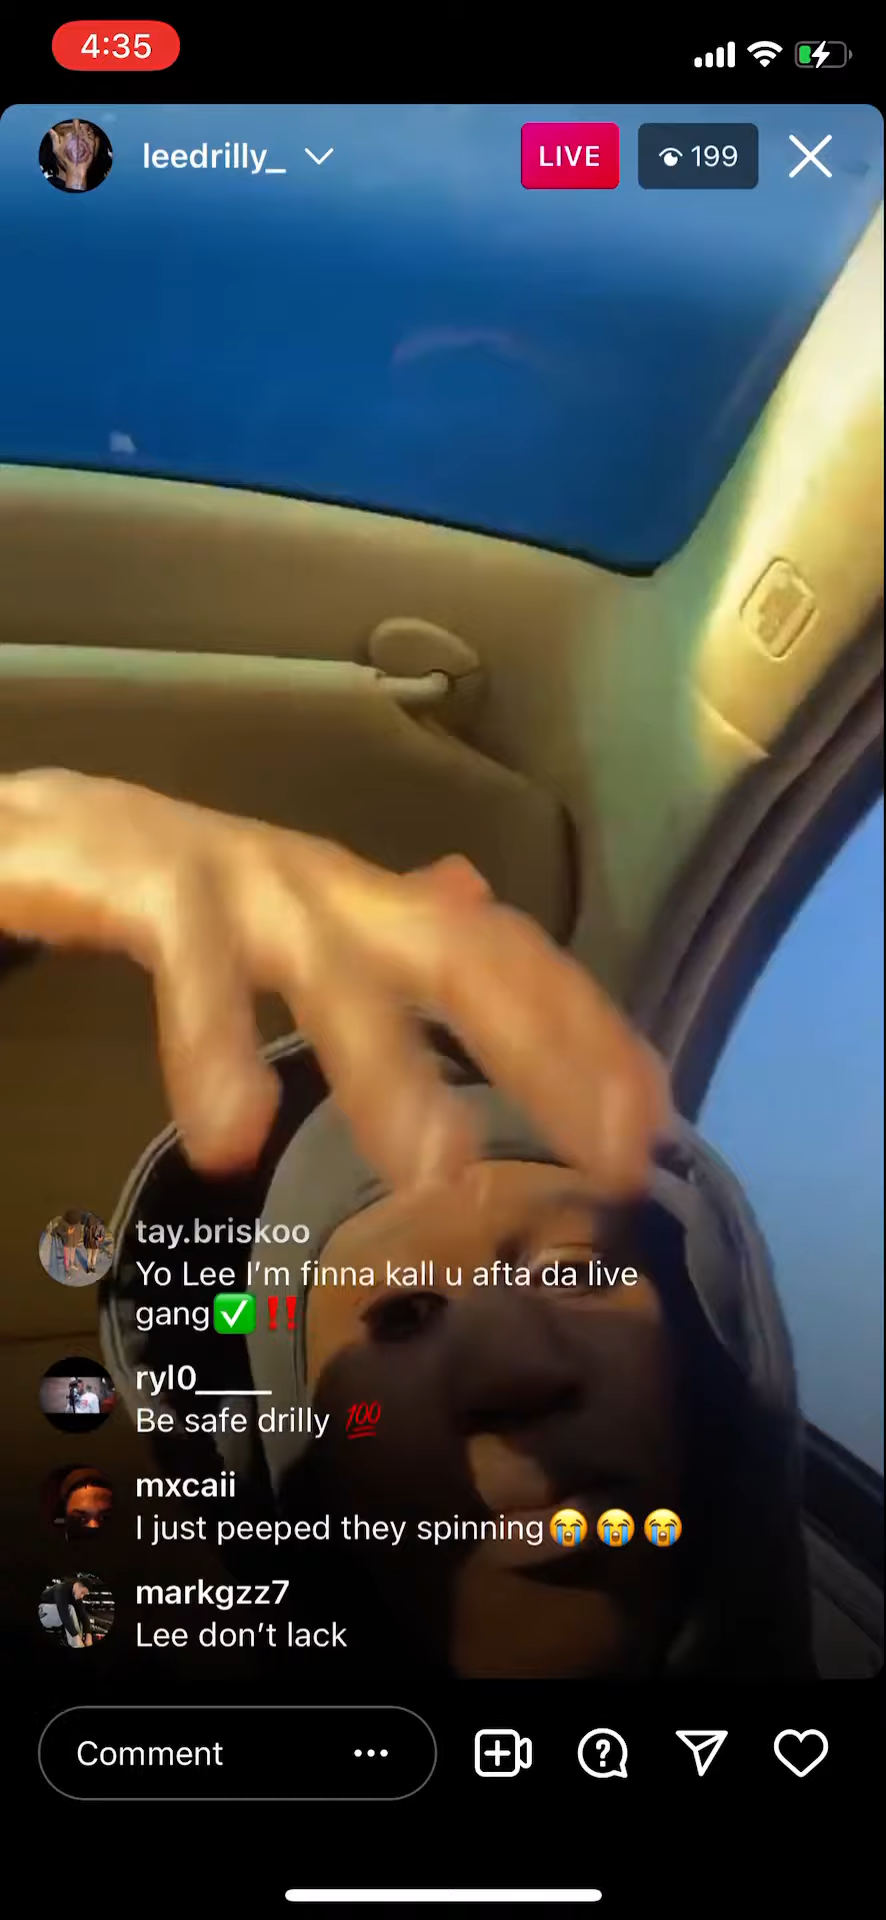 4:35
leedrilly_
LIVE
199
tay.briskoo
Yo Lee I’m finna kall u afta da live
gang✅‼️
ryl0_____
Be safe drilly 💯
mxcaii
I just peeped they spinning😭😭😭
markgzz7
Lee don’t lack
Comment